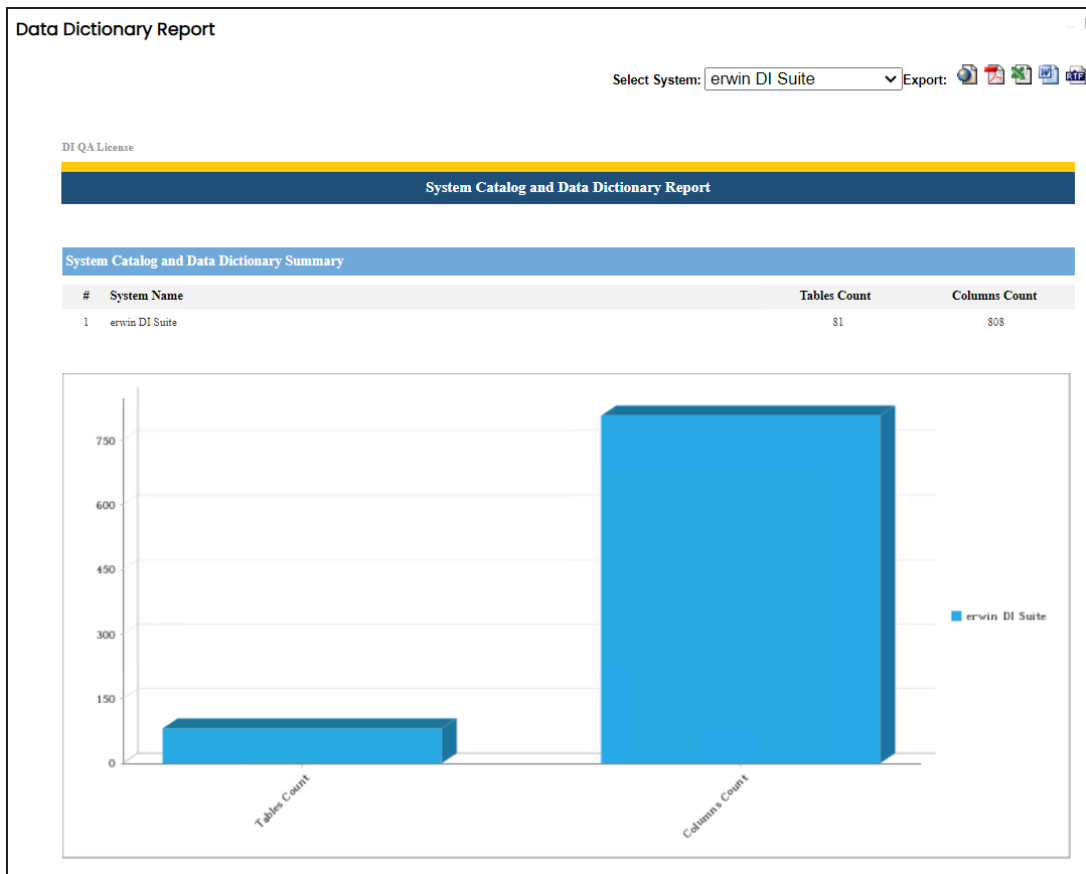 Data Dictionary Report
Select System: erwin DI Suite Export: RTF
DI QA License
System Catalog and Data Dictionary Report
System Catalog and Data Dictionary Summary
# System Name Tables Count Columns Count
1 erwin DI Suite 81 808
750
600
450
300
150
0
erwin DI Suite
Tables Count
Columns Count